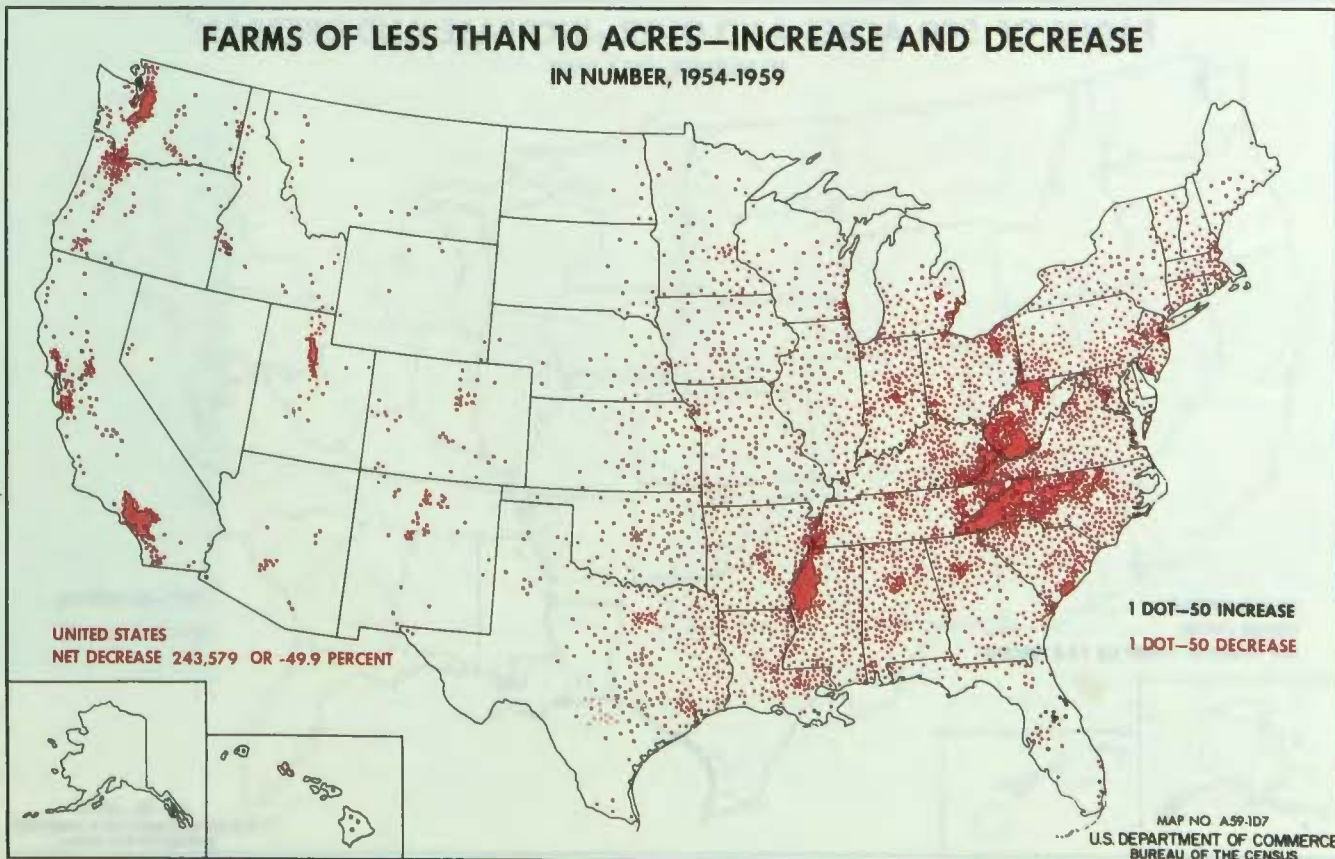 FARMS OF LESS THAN 10 ACRES—INCREASE AND DECREASE
IN NUMBER, 1954-1959
UNITED STATES
NET DECREASE 243,579 OR -49.9 PERCENT
1 DOT—50 INCREASE
1 DOT—50 DECREASE
MAP NO. A59-1D7
U.S. DEPARTMENT OF COMMERCE
BUREAU OF THE CENSUS